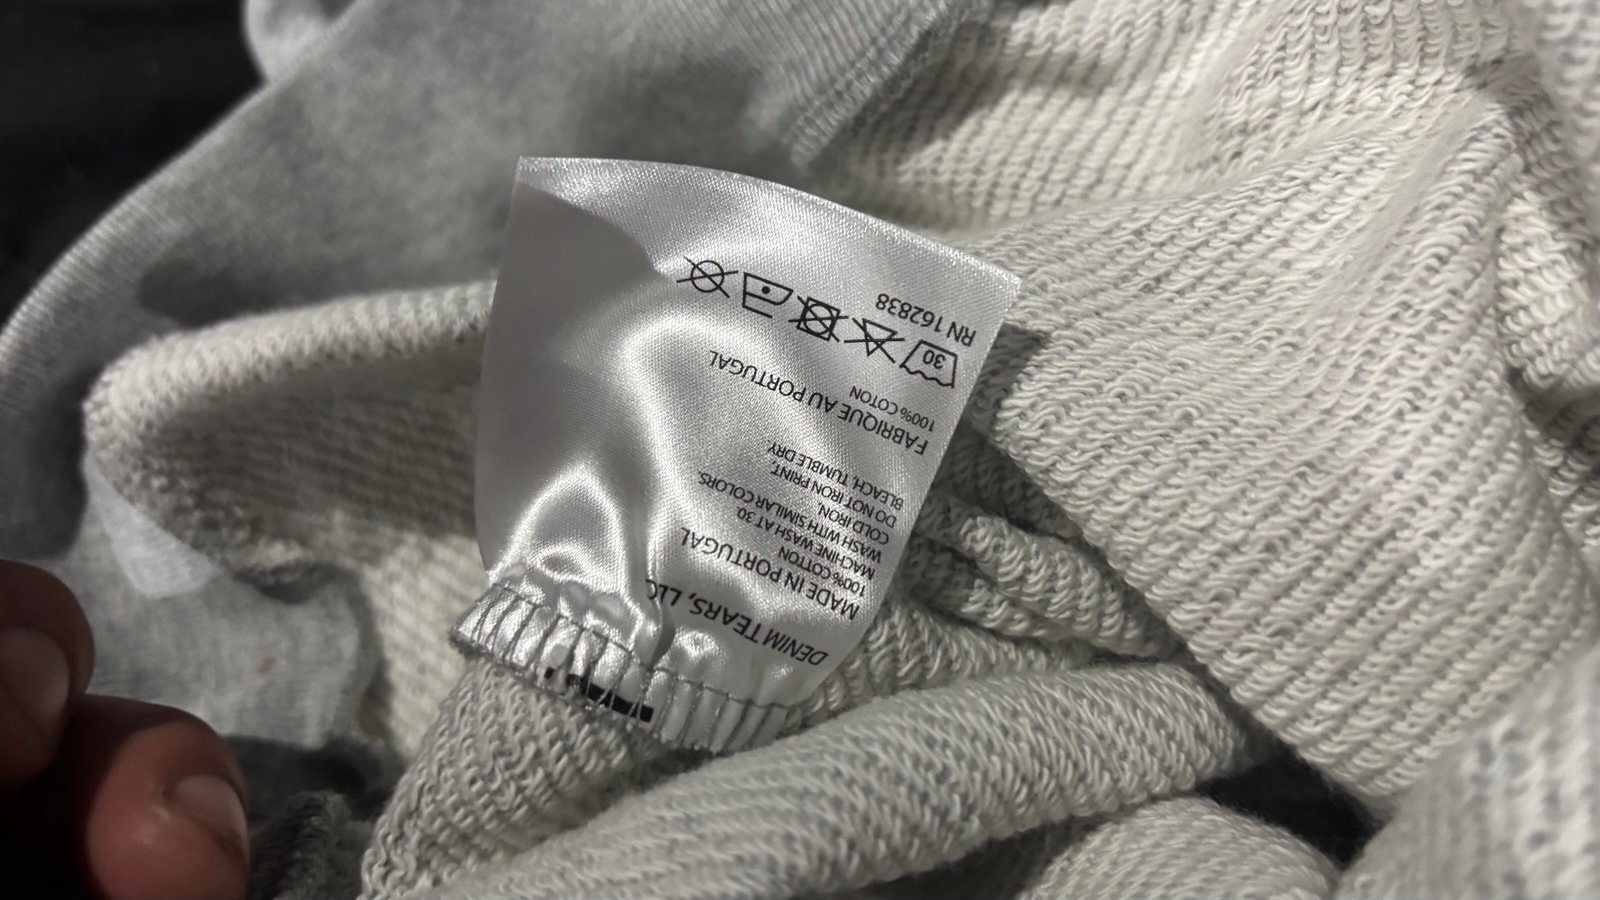 DENIM TEARS, LLC
MADE IN PORTUGAL
100% COTTON
MACHINE WASH AT 30.
WASH WITH SIMILAR COLORS.
COLD IRON,
DO NOT IRON PRINT,
BLEACH, TUMBLE DRY.
FABRIQUE AU PORTUGAL
100% COTON
30
RN 162838